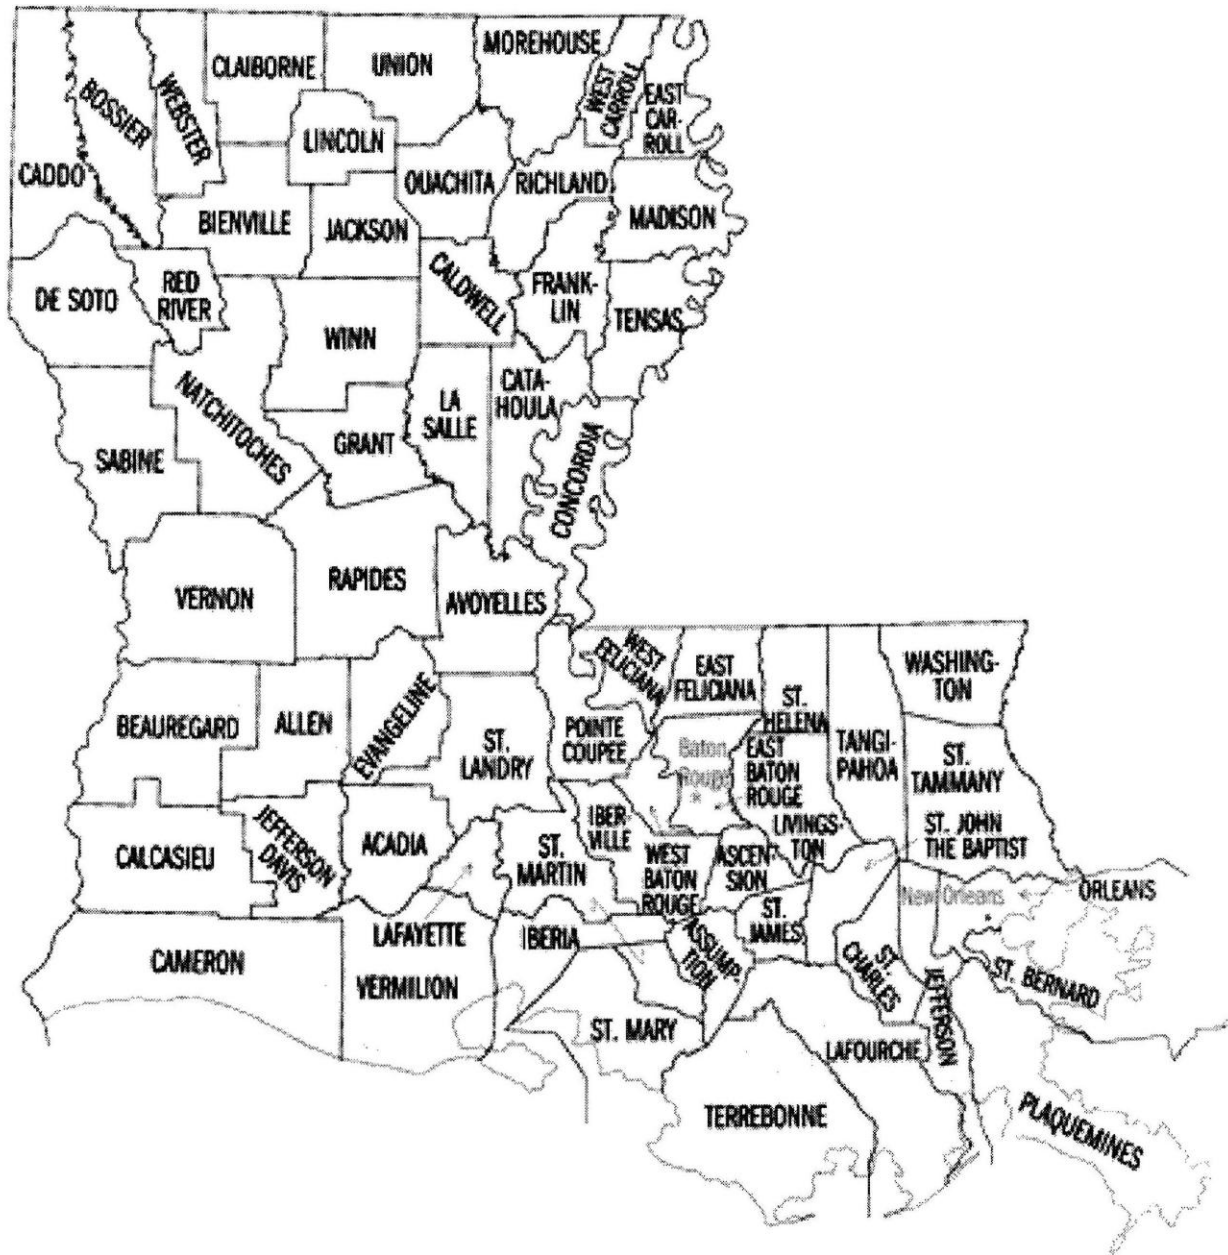 MOREHOUSE
CLAIBORNE
UNION
WEST
CARROLL
EAST
CAR-
ROLL
BOSSIER
WEBSTER
LINCOLN
CADDO
OUACHITA
RICHLAND
MADISON
BIENVILLE
JACKSON
CALDWELL
FRANK-
LIN
DE SOTO
RED
RIVER
TENSAS
WINN
NATCHITOCHES
LA
SALLE
CATA-
HOULA
GRANT
SABINE
CONCORDIA
VERNON
RAPIDES
AVOYELLES
WEST
FELICIANA
EAST
FELICIANA
ST.
HELENA
WASHING-
TON
BEAUREGARD
ALLEN
EVANGELINE
ST.
LANDRY
POINTE
COUPEE
Baton
Rouge
EAST
BATON
ROUGE
TANGI-
PAHOA
ST.
TAMMANY
CALCASIEU
JEFFERSON
DAVIS
ACADIA
ST.
MARTIN
IBER-
VILLE
WEST
BATON
ROUGE
ASCEN-
SION
LIVINGS-
TON
ST. JOHN
THE BAPTIST
New Orleans
ORLEANS
CAMERON
LAFAYETTE
VERMILION
IBERIA
ASSUMP-
TION
ST.
JAMES
ST.
CHARLES
JEFFERSON
ST. BERNARD
ST. MARY
LAFOURCHE
TERREBONNE
PLAQUEMINES